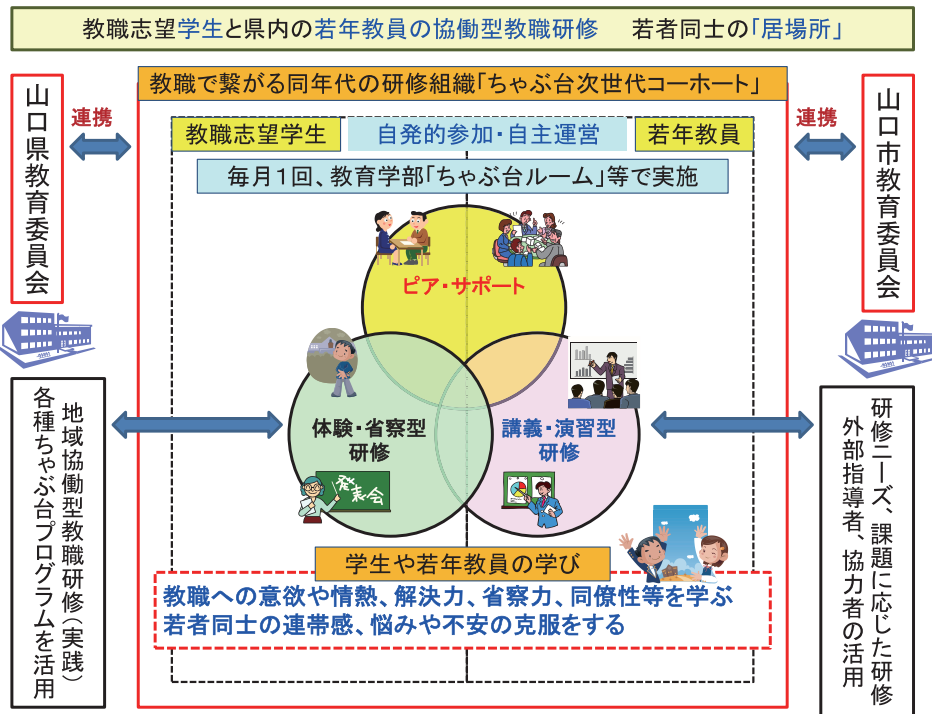 教職志望学生と県内の若年教員の協働型教職研修　若者同士の「居場所」
教職で繋がる同年代の研修組織「ちゃぶ台次世代コーホート」
山口県教育委員会
連携
連携
山口市教育委員会
教職志望学生
自発的参加・自主運営
若年教員
毎月１回、教育学部「ちゃぶ台ルーム」等で実施
ピア・サポート
体験・省察型
研修
講義・演習型
研修
発表会
地域協働型教職研修（実践）
各種ちゃぶ台プログラムを活用
研修ニーズ、課題に応じた研修
外部指導者、協力者の活用
学生や若年教員の学び
教職への意欲や情熱、解決力、省察力、同僚性等を学ぶ
若者同士の連帯感、悩みや不安の克服をする